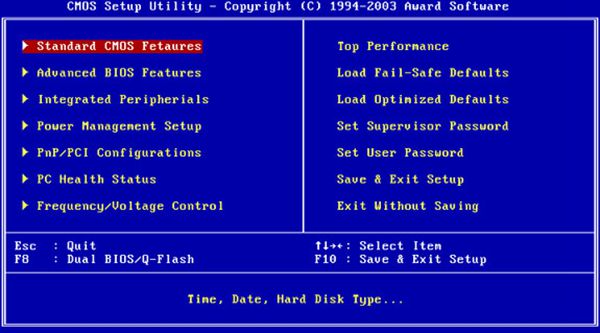 CMOS Setup Utility - Copyright (C) 1994-2003 Award Software
Standard CMOS Fetaures
Advanced BIOS Features
Integrated Peripherials
Power Management Setup
PnP/PCI Configurations
PC Health Status
Frequency/Voltage Control
Top Performance
Load Fail-Safe Defaults
Load Optimized Defaults
Set Supervisor Password
Set User Password
Save & Exit Setup
Exit Without Saving
Esc : Quit
F8 : Dual BIOS/Q-Flash
↑↓→←: Select Item
F10 : Save & Exit Setup
Time, Date, Hard Disk Type...